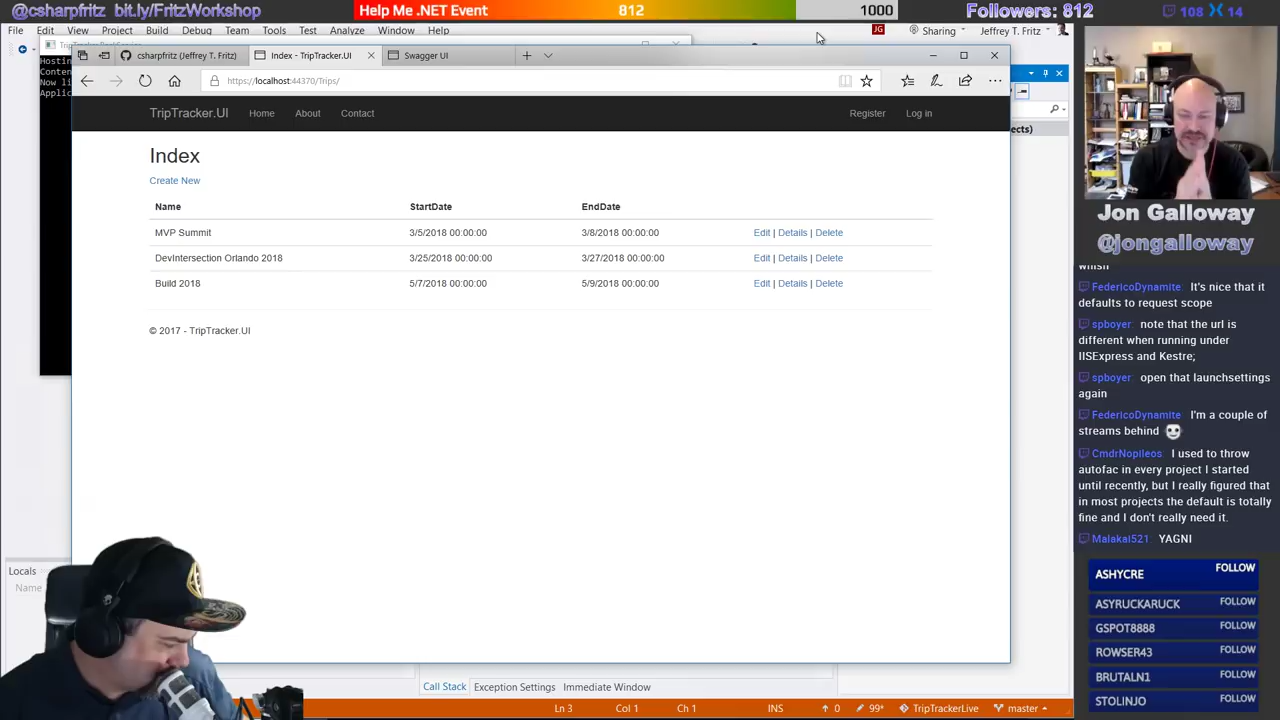 @csharpfritz bit.ly/FritzWorkshop
Help Me .NET Event 812 1000
Followers: 812 108 14
File Edit View Project Build Debug Team Tools Test Analyze Window Help
JG Sharing Jeffrey T. Fritz JG
csharpfritz (Jeffrey T. Fritz) Index - TripTracker.UI Swagger UI
https://localhost:44370/Trips/
TripTracker.UI Home About Contact Register Log in
Index
Create New
Name StartDate EndDate
MVP Summit 3/5/2018 00:00:00 3/8/2018 00:00:00 Edit | Details | Delete
DevIntersection Orlando 2018 3/25/2018 00:00:00 3/27/2018 00:00:00 Edit | Details | Delete
Build 2018 5/7/2018 00:00:00 5/9/2018 00:00:00 Edit | Details | Delete
© 2017 - TripTracker.UI
Locals
Name
Call Stack Exception Settings Immediate Window
Ln 3 Col 1 Ch 1 INS 0 99* TripTrackerLive master
Jon Galloway
@jongalloway
FedericoDynamite It's nice that it
defaults to request scope
spboyer note that the url is
different when running under
IISExpress and Kestre;
spboyer open that launchsettings
again
FedericoDynamite I'm a couple of
streams behind
CmdrNopileos I used to throw
autofac in every project I started
until recently, but I really figured that
in most projects the default is totally
fine and I don't really need it.
Malakai521 YAGNI
ASHYCRE FOLLOW
ASYRUCKARUCK FOLLOW
GSPOT8888 FOLLOW
ROWSER43 FOLLOW
BRUTALN1 FOLLOW
STOLINJO FOLLOW